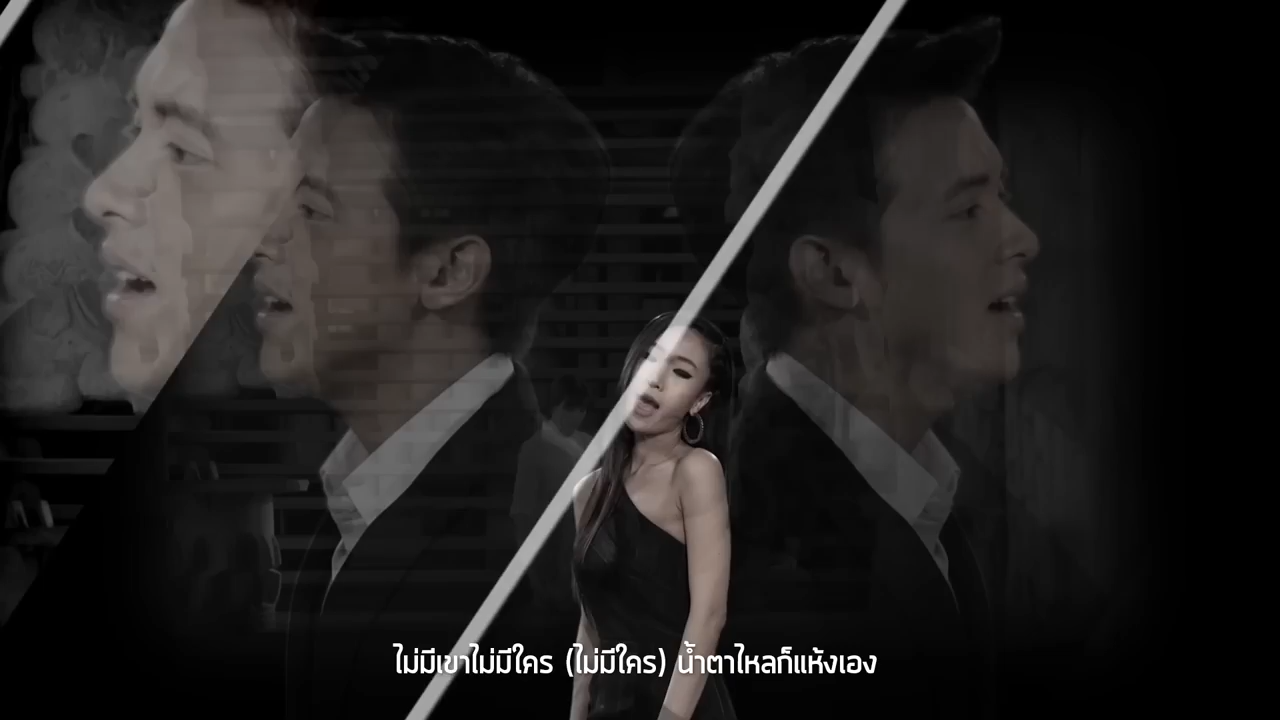 ไม่มีเขาไม่มีใคร (ไม่มีใคร) น้ำตาไหลก็แห้งเอง